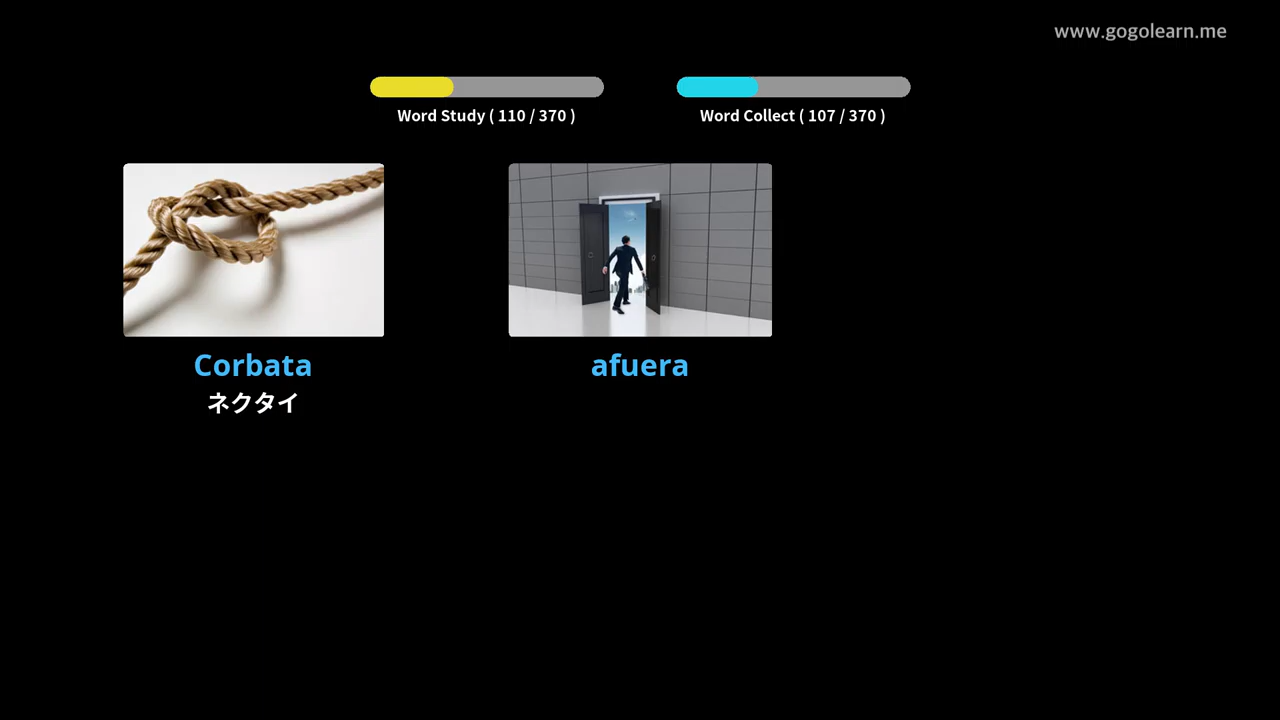 www.gogolearn.me
Word Study ( 110 / 370 )
Word Collect ( 107 / 370 )
Corbata
ネクタイ
afuera